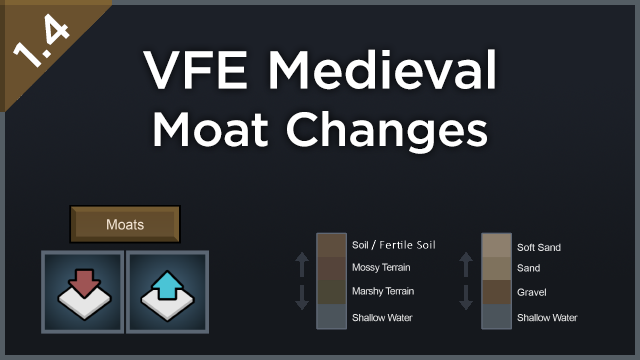 1.4
VFE Medieval
Moat Changes
Moats
Soil / Fertile Soil
Mossy Terrain
Marshy Terrain
Shallow Water
Soft Sand
Sand
Gravel
Shallow Water